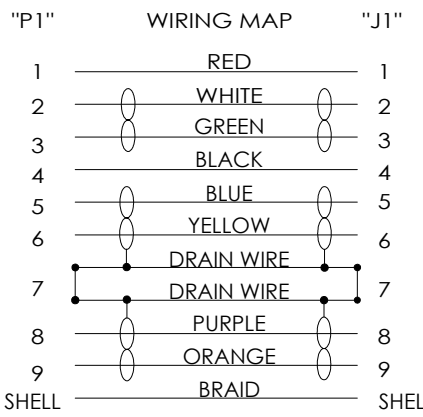 "P1" WIRING MAP "J1"
1 RED 1
2 WHITE 2
3 GREEN 3
4 BLACK 4
5 BLUE 5
6 YELLOW 6
DRAIN WIRE
7 7
DRAIN WIRE
8 PURPLE 8
9 ORANGE 9
SHELL BRAID SHEL